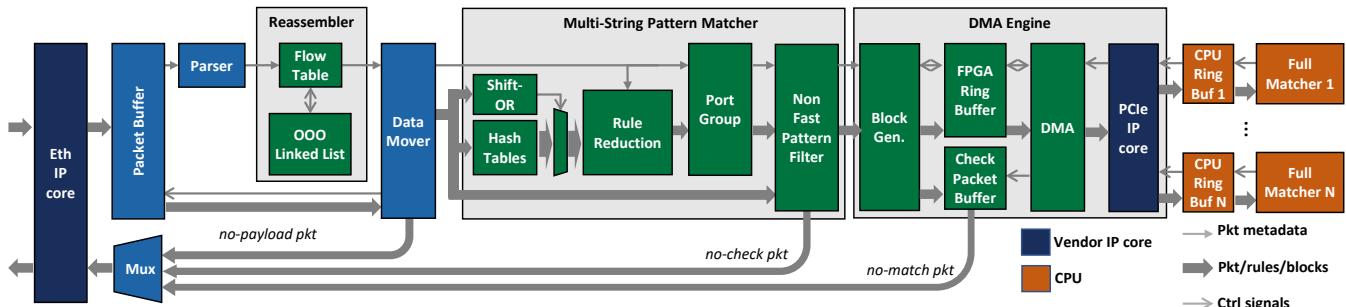 Reassembler
Multi-String Pattern Matcher
DMA Engine
Eth
IP
core
Packet Buffer
Parser
Flow
Table
OOO
Linked List
Data
Mover
Shift-
OR
Hash
Tables
Rule
Reduction
Port
Group
Non
Fast
Pattern
Filter
Block
Gen.
FPGA
Ring
Buffer
Check
Packet
Buffer
DMA
PCIe
IP
core
CPU
Ring
Buf 1
Full
Matcher 1
...
CPU
Ring
Buf N
Full
Matcher N
Mux
no-payload pkt
no-check pkt
no-match pkt
Vendor IP core
CPU
Pkt metadata
Pkt/rules/blocks
Ctrl signals